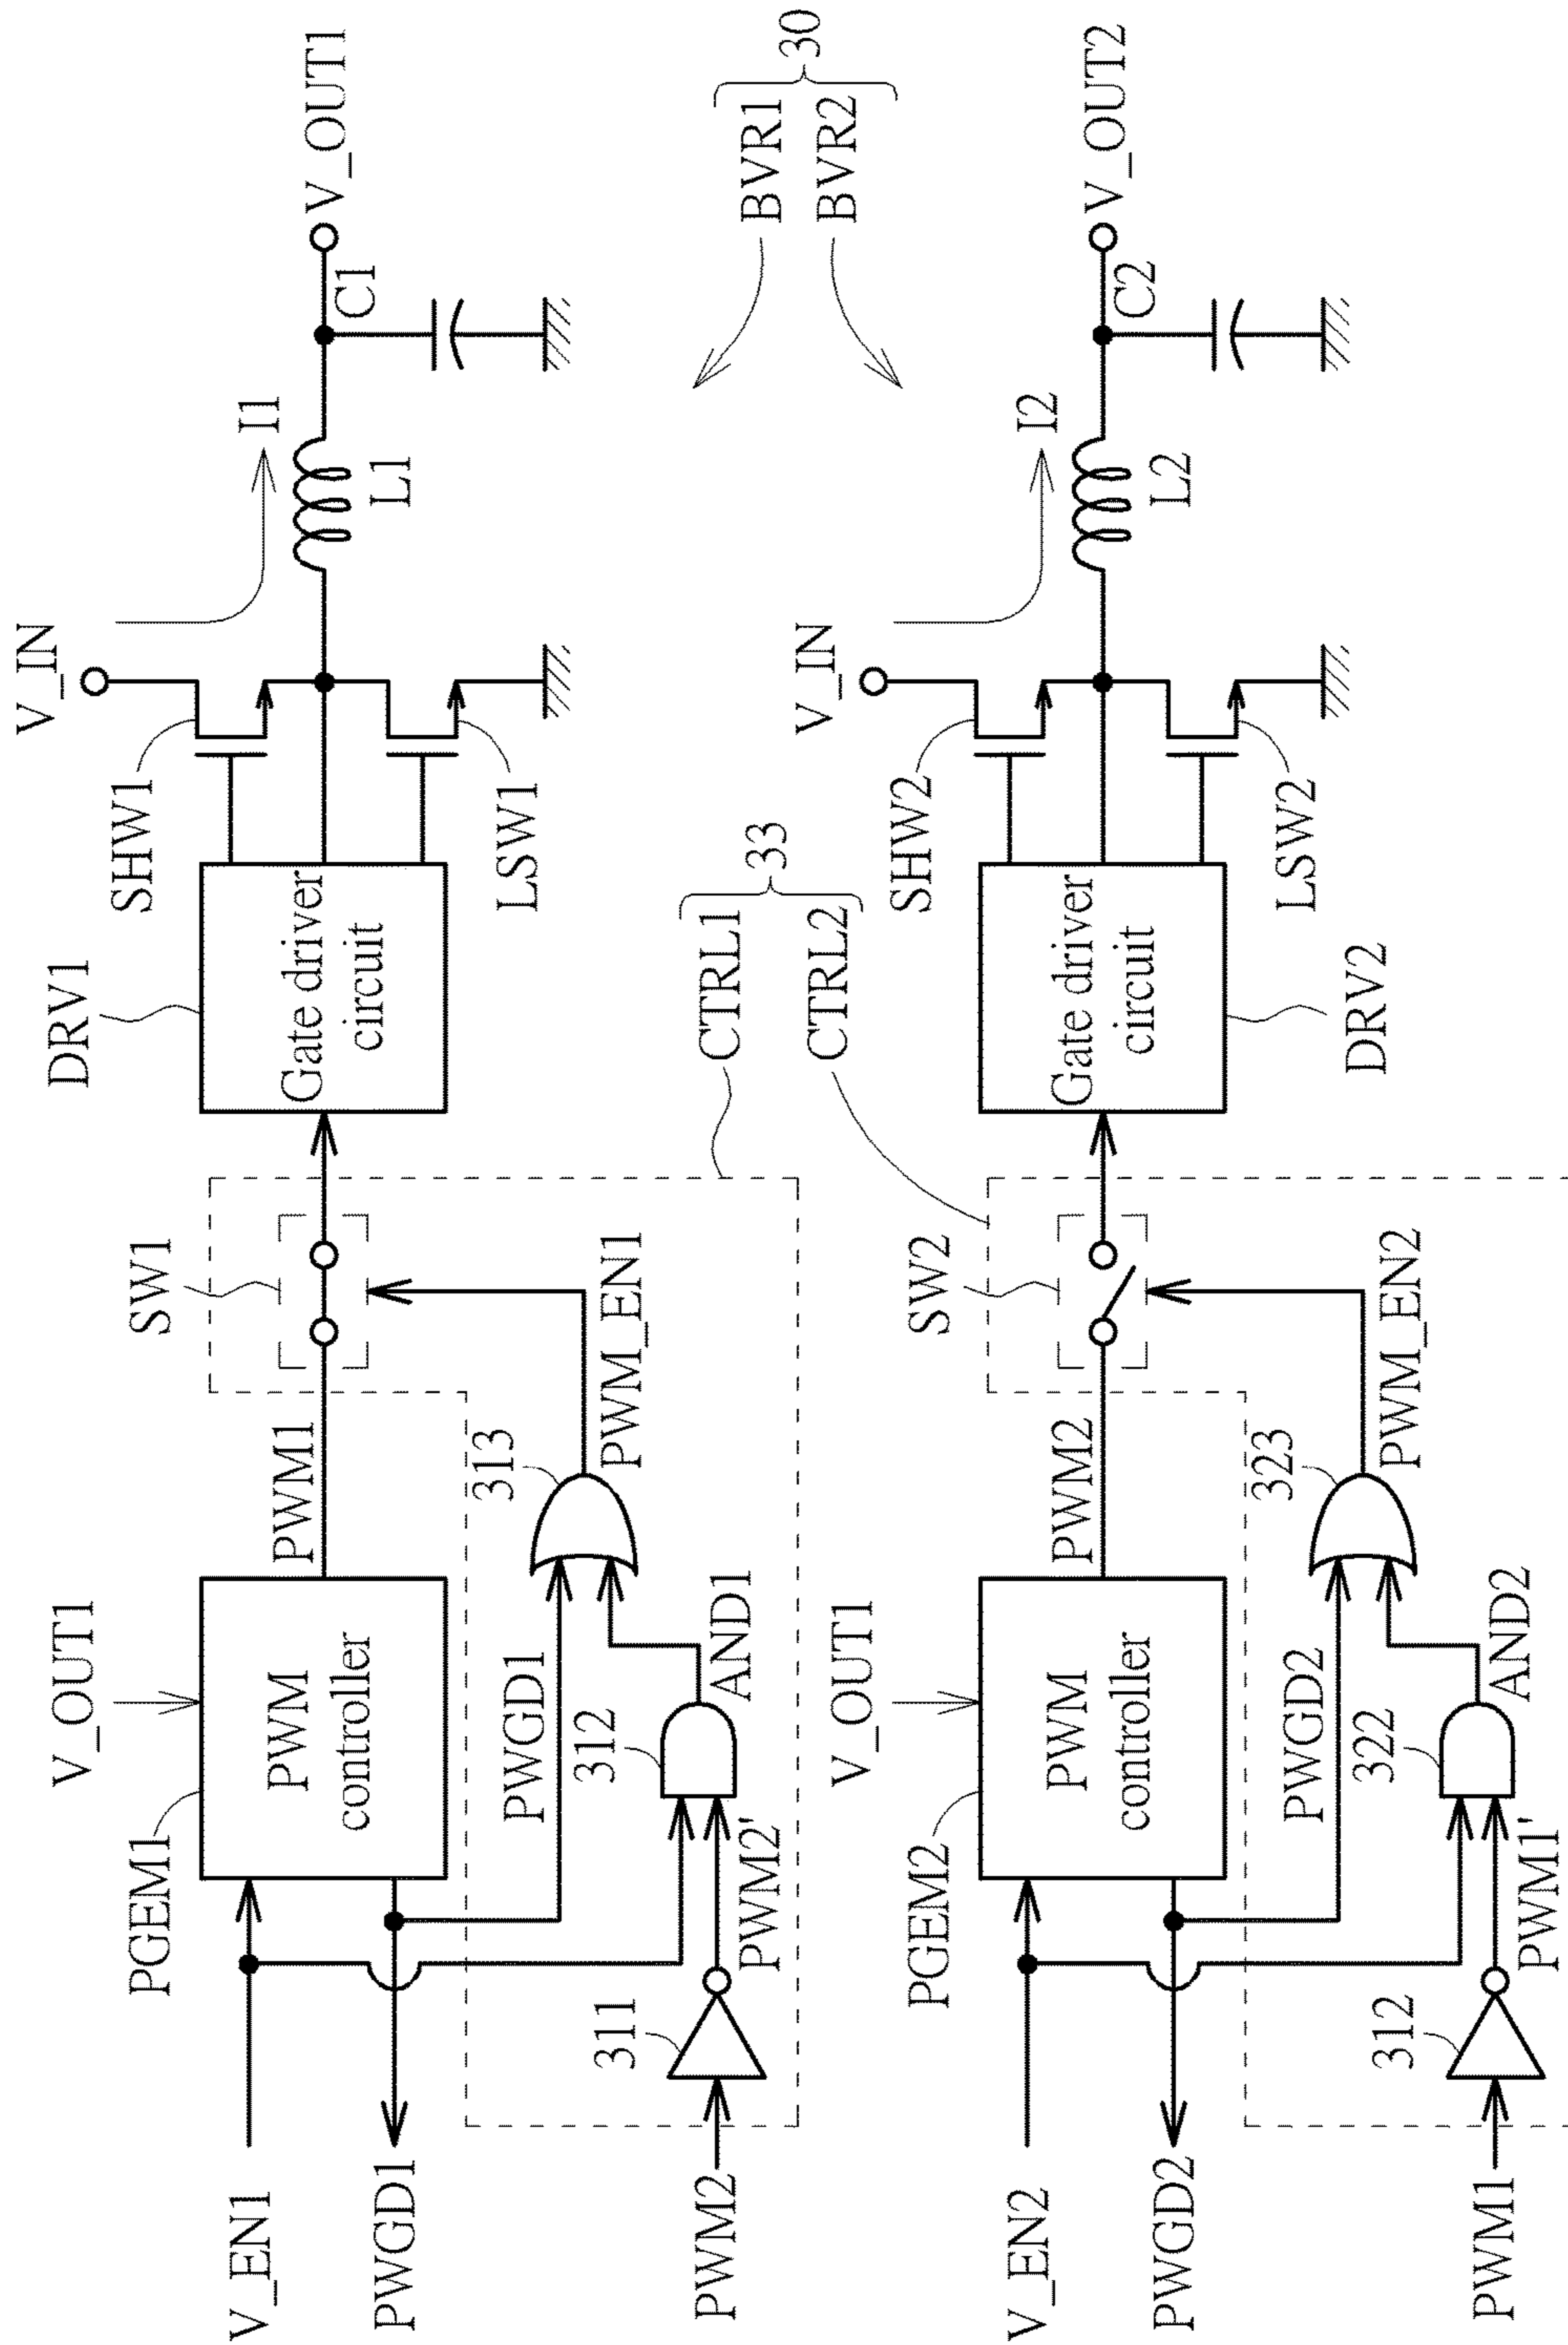 V_IN
SHW1
DRV1
SW1
V_OUT1
PGEM1
V_EN1
I1
V_OUT1
C1
L1
Gate driver
circuit
PWM1
PWM
controller
PWGD1
LSW1
PWM_EN1
313
PWGD1
312
AND1
311
PWM2'
PWM2
BVR1
BVR2
30
CTRL1
CTRL2
33
V_IN
SHW2
SW2
V_OUT1
PGEM2
V_EN2
I2
V_OUT2
C2
L2
Gate driver
circuit
PWM2
PWM
controller
PWGD2
LSW2
DRV2
PWM_EN2
323
PWGD2
322
AND2
312
PWM1'
PWM1